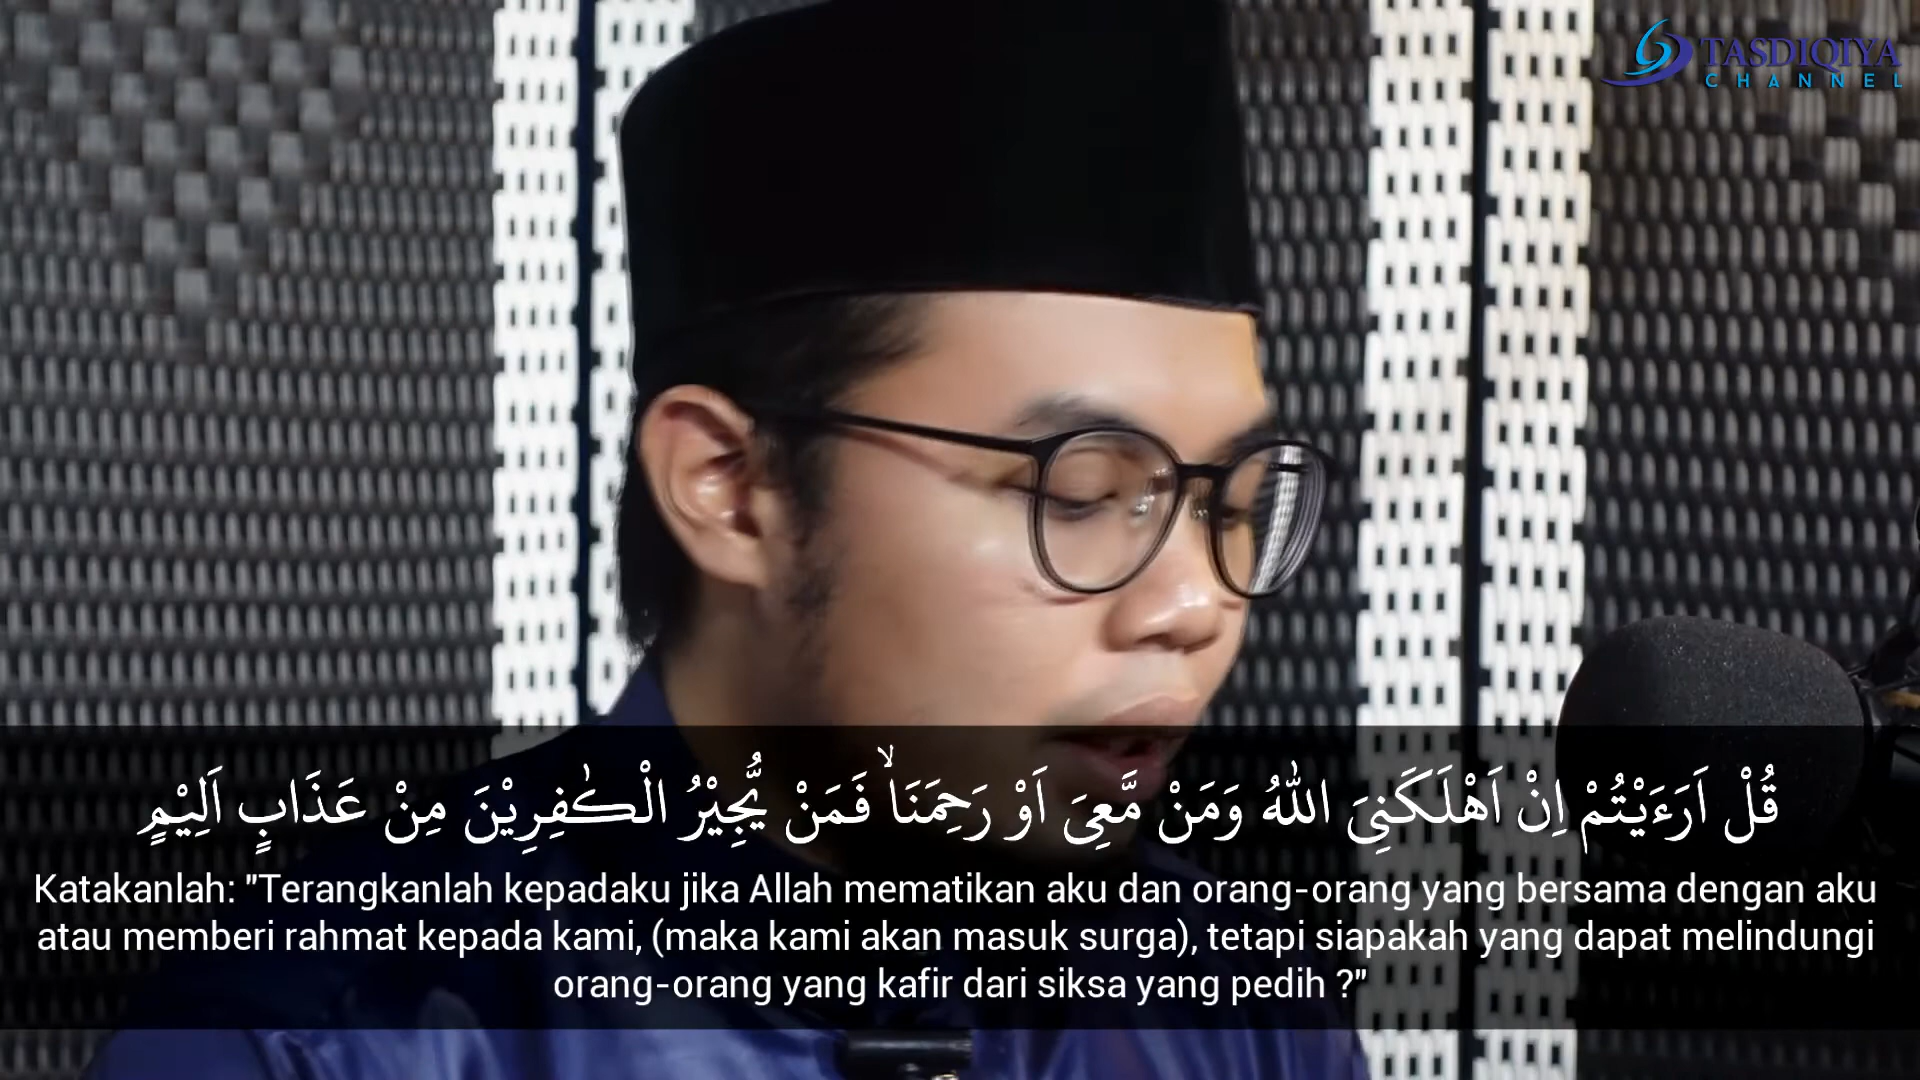 TASDIQIYA
CHANNEL
قُلْ اَرَءَيْتُمْ اِنْ اَهْلَكَنِيَ اللّٰهُ وَمَنْ مَّعِيَ اَوْ رَحِمَنَاۙ فَمَنْ يُّجِيْرُ الْكٰفِرِيْنَ مِنْ عَذَابٍ اَلِيْمٍ
Katakanlah: "Terangkanlah kepadaku jika Allah mematikan aku dan orang-orang yang bersama dengan aku
atau memberi rahmat kepada kami, (maka kami akan masuk surga), tetapi siapakah yang dapat melindungi
orang-orang yang kafir dari siksa yang pedih ?"